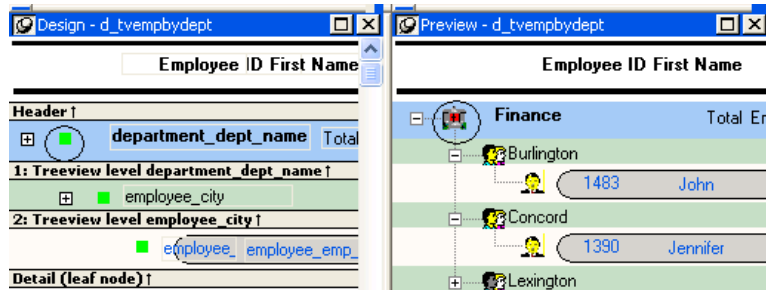 Design - d_tvempbydept
Employee ID First Name
Header ↑
department_dept_name Total
1: Treeview level department_dept_name ↑
employee_city
2: Treeview level employee_city ↑
employee_ employee_emp_
Detail (leaf node) ↑
Preview - d_tvempbydept
Employee ID First Name
Finance Total Em
Burlington
1483 John
Concord
1390 Jennifer
Lexington